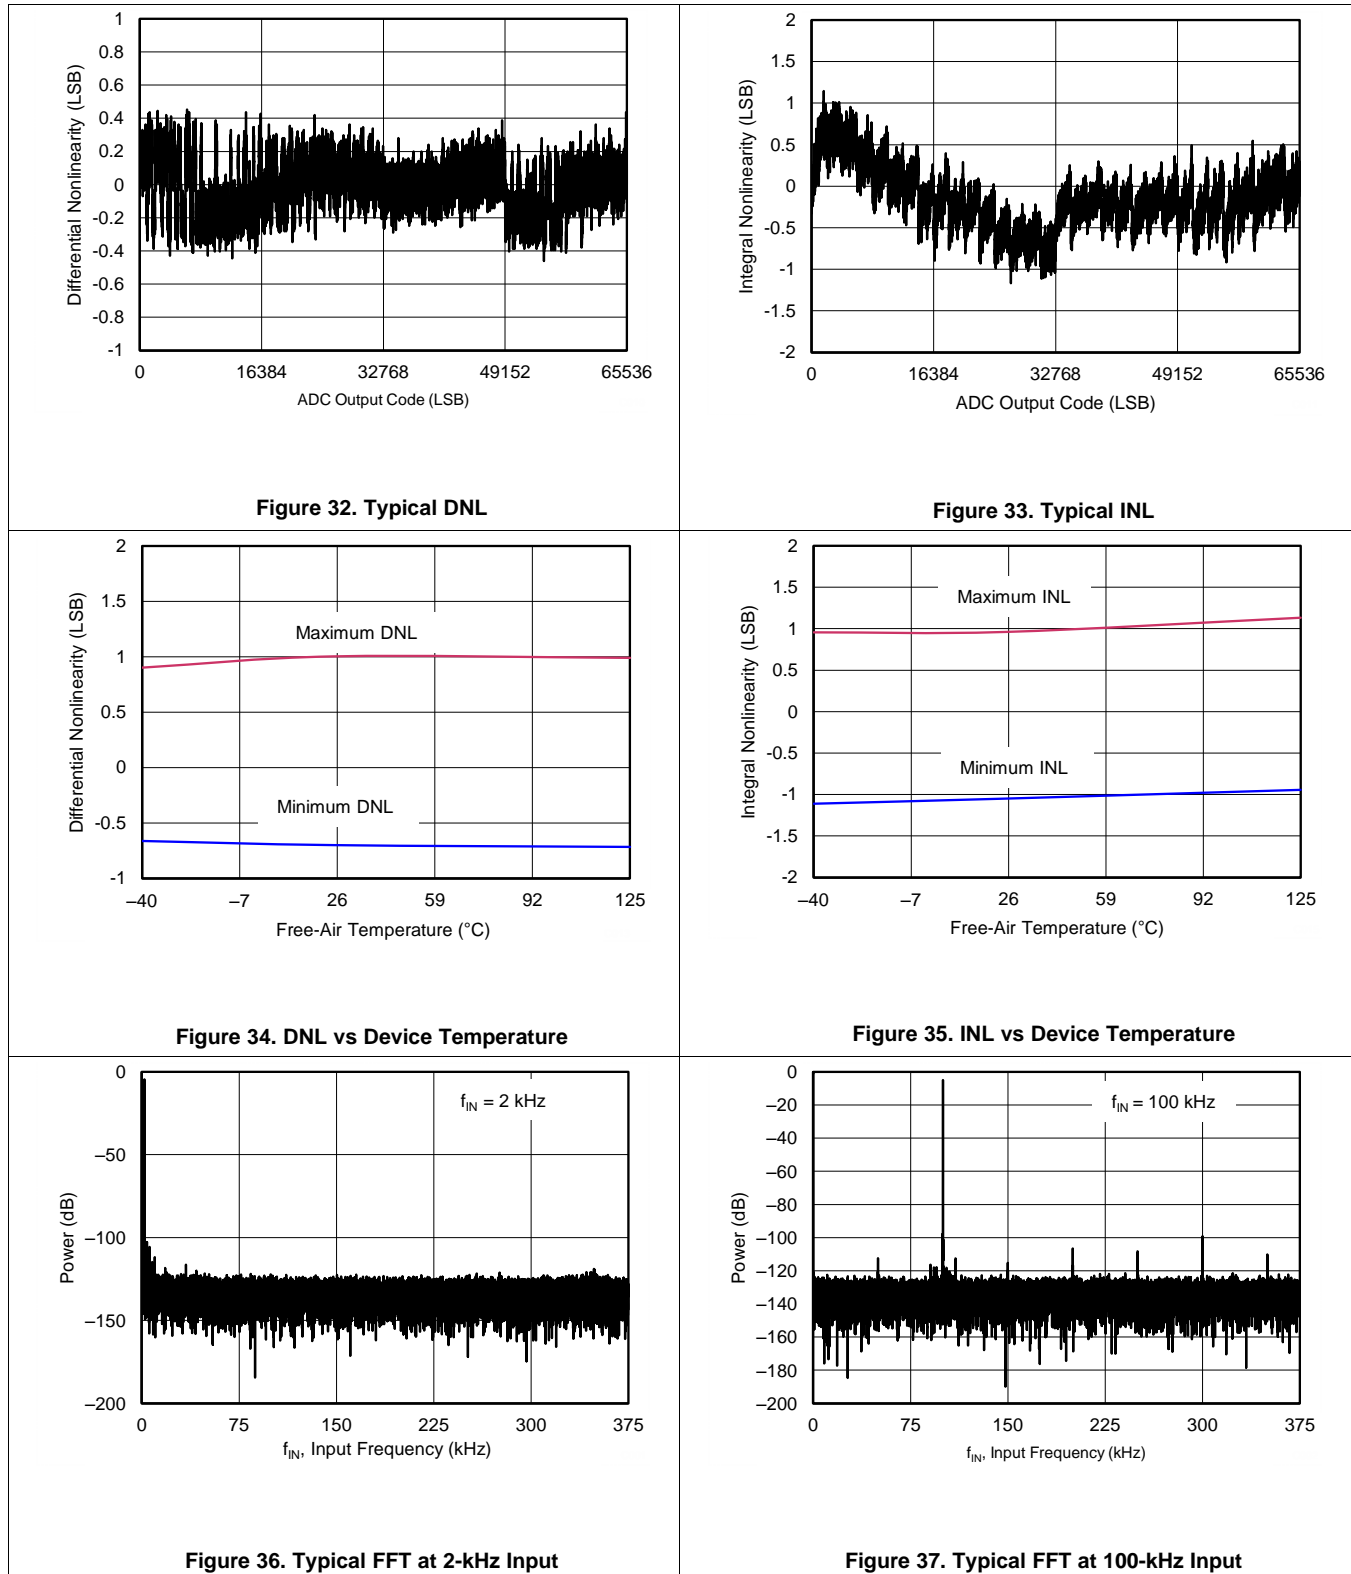 1
0.8
0.6
0.4
0.2
0
-0.2
-0.4
-0.6
-0.8
-1
Differential Nonlinearity (LSB)
0 16384 32768 49152 65536
ADC Output Code (LSB)
Figure 32. Typical DNL
2
1.5
1
0.5
0
-0.5
-1
-1.5
-2
Integral Nonlinearity (LSB)
0 16384 32768 49152 65536
ADC Output Code (LSB)
Figure 33. Typical INL
2
1.5
1
0.5
0
-0.5
-1
Differential Nonlinearity (LSB)
Maximum DNL
Minimum DNL
–40 –7 26 59 92 125
Free-Air Temperature (°C)
Figure 34. DNL vs Device Temperature
2
1.5
1
0.5
0
-0.5
-1
-1.5
-2
Integral Nonlinearity (LSB)
Maximum INL
Minimum INL
–40 –7 26 59 92 125
Free-Air Temperature (°C)
Figure 35. INL vs Device Temperature
0
–50
–100
–150
–200
Power (dB)
fIN = 2 kHz
0 75 150 225 300 375
fIN, Input Frequency (kHz)
Figure 36. Typical FFT at 2-kHz Input
0
–20
–40
–60
–80
–100
–120
–140
–160
–180
–200
Power (dB)
fIN = 100 kHz
0 75 150 225 300 375
fIN, Input Frequency (kHz)
Figure 37. Typical FFT at 100-kHz Input